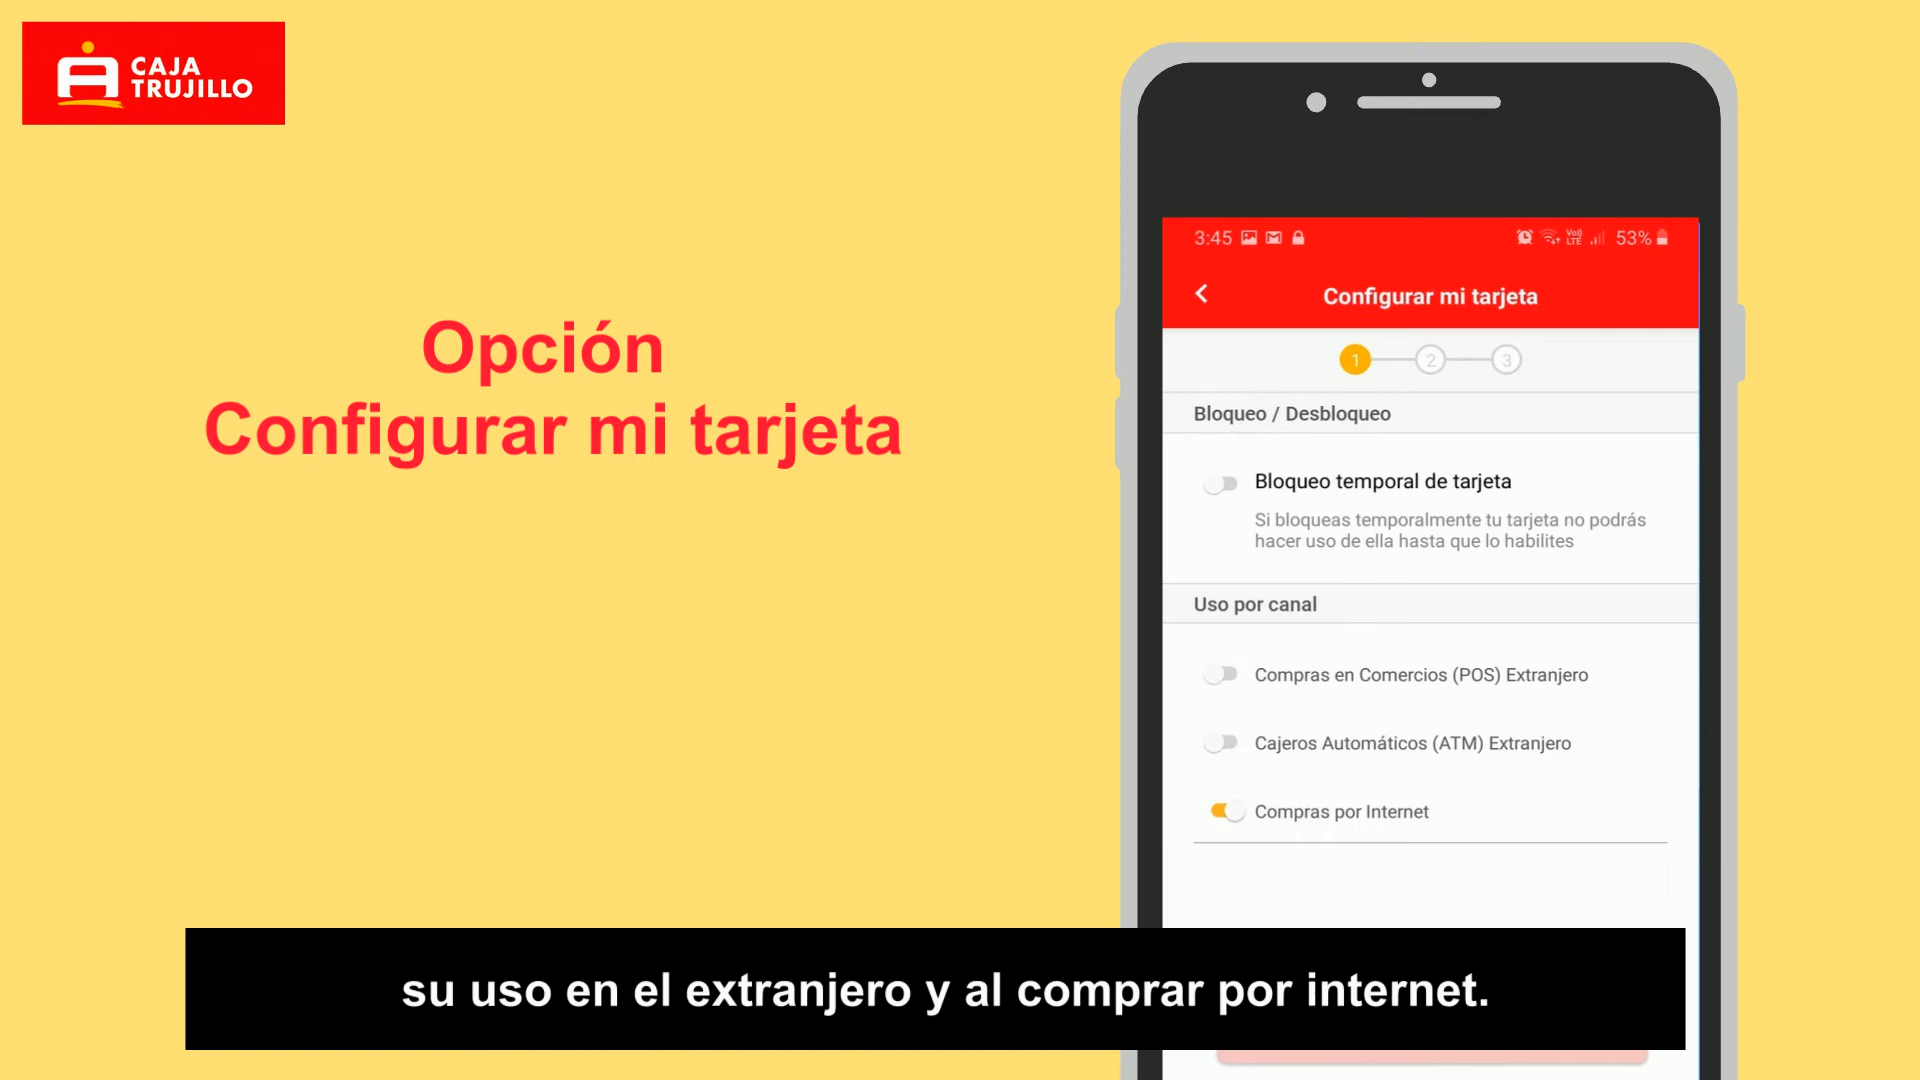 CAJA
TRUJILLO
Opción
Configurar mi tarjeta
3:45
Vo))
LTE
53%
Configurar mi tarjeta
1
2
3
Bloqueo / Desbloqueo
Bloqueo temporal de tarjeta
Si bloqueas temporalmente tu tarjeta no podrás
hacer uso de ella hasta que lo habilites
Uso por canal
Compras en Comercios (POS) Extranjero
Cajeros Automáticos (ATM) Extranjero
Compras por Internet
su uso en el extranjero y al comprar por internet.